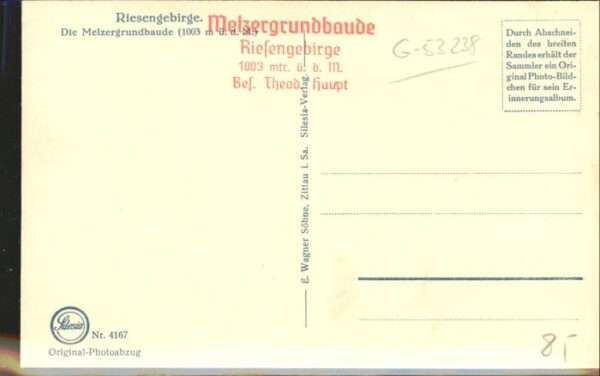 Riesengebirge.
Die Melzergrundbaude (1003 m ü. d. M.)
Melzergrundbaude
Riesengebirge
1003 mtr. ü. d. M.
Bes. Theod. Haupt
G-53238
Durch Abschnei-
den des breiten
Randes erhält der
Sammler ein Ori-
ginal Photo-Bild-
chen für sein Er-
innerungsalbum.
E. Wagner Söhne, Zittau i. Sa. Silesia-Verlag.
Silesia
Nr. 4167
Original-Photoabzug
8,-